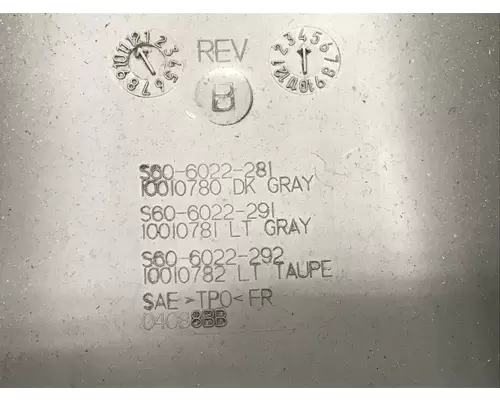 REV
S60-6022-281
10010780 DK GRAY
S60-6022-291
10010781 LT GRAY
S60-6022-292
10010782 LT TAUPE
SAE >TPO< FR